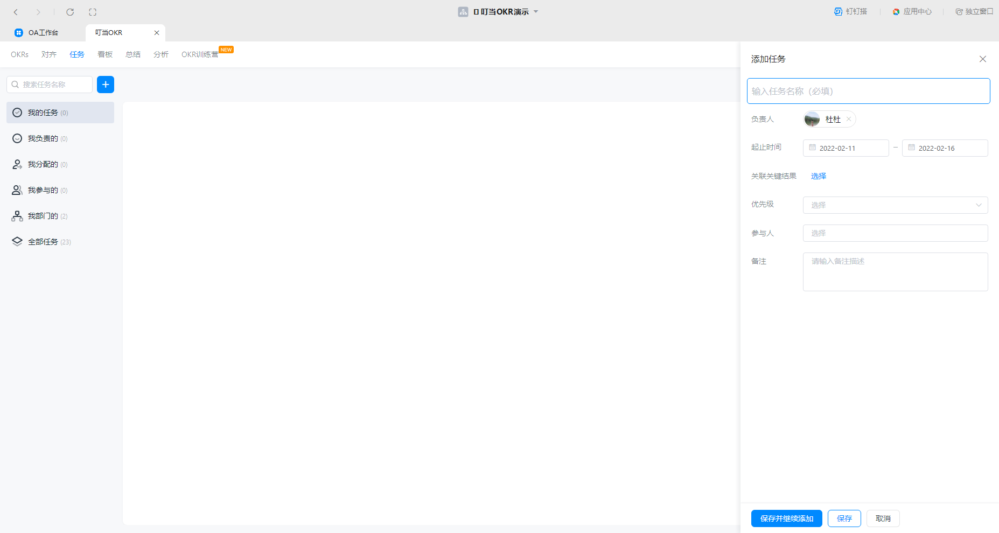 叮当OKR演示
钉钉搭
应用中心
独立窗口
OA工作台
叮当OKR
OKRs 对齐 任务 看板 总结 分析 OKR训练营 NEW
搜索任务名称
我的任务 (0)
我负责的 (0)
我分配的 (0)
我参与的 (0)
我部门的 (2)
全部任务 (23)
添加任务
输入任务名称（必填）
负责人 杜杜
起止时间 2022-02-11 – 2022-02-16
关联关键结果 选择
优先级 选择
参与人 选择
备注 请输入备注描述
保存并继续添加 保存 取消